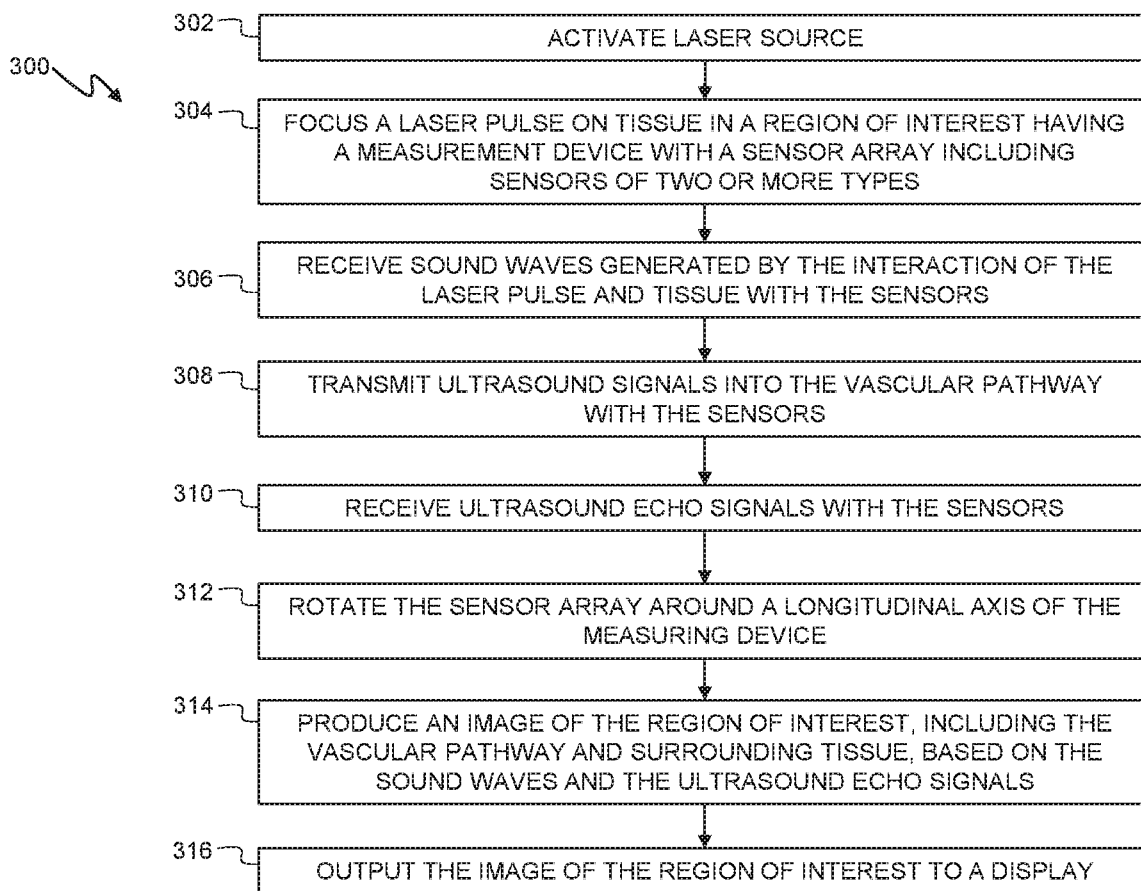 302
ACTIVATE LASER SOURCE
300
304
FOCUS A LASER PULSE ON TISSUE IN A REGION OF INTEREST HAVING
A MEASUREMENT DEVICE WITH A SENSOR ARRAY INCLUDING
SENSORS OF TWO OR MORE TYPES
306
RECEIVE SOUND WAVES GENERATED BY THE INTERACTION OF THE
LASER PULSE AND TISSUE WITH THE SENSORS
308
TRANSMIT ULTRASOUND SIGNALS INTO THE VASCULAR PATHWAY
WITH THE SENSORS
310
RECEIVE ULTRASOUND ECHO SIGNALS WITH THE SENSORS
312
ROTATE THE SENSOR ARRAY AROUND A LONGITUDINAL AXIS OF THE
MEASURING DEVICE
314
PRODUCE AN IMAGE OF THE REGION OF INTEREST, INCLUDING THE
VASCULAR PATHWAY AND SURROUNDING TISSUE, BASED ON THE
SOUND WAVES AND THE ULTRASOUND ECHO SIGNALS
316
OUTPUT THE IMAGE OF THE REGION OF INTEREST TO A DISPLAY